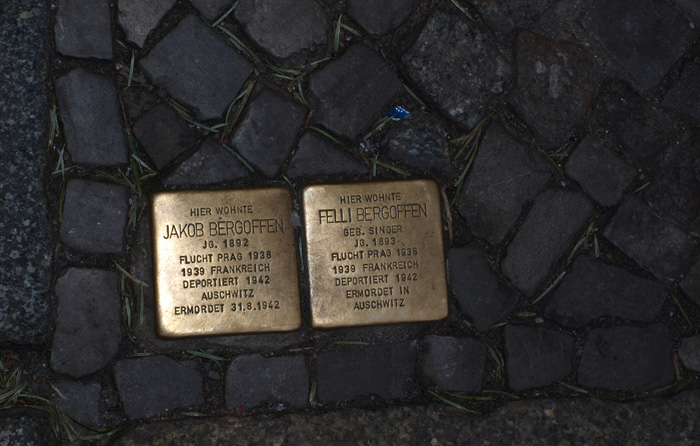 HIER WOHNTE
JAKOB BERGOFFEN
JG. 1892
FLUCHT PRAG 1938
1939 FRANKREICH
DEPORTIERT 1942
AUSCHWITZ
ERMORDET 31.8.1942
HIER WOHNTE
FELLI BERGOFFEN
GEB. SINGER
JG. 1893
FLUCHT PRAG 1938
1939 FRANKREICH
DEPORTIERT 1942
ERMORDET IN
AUSCHWITZ